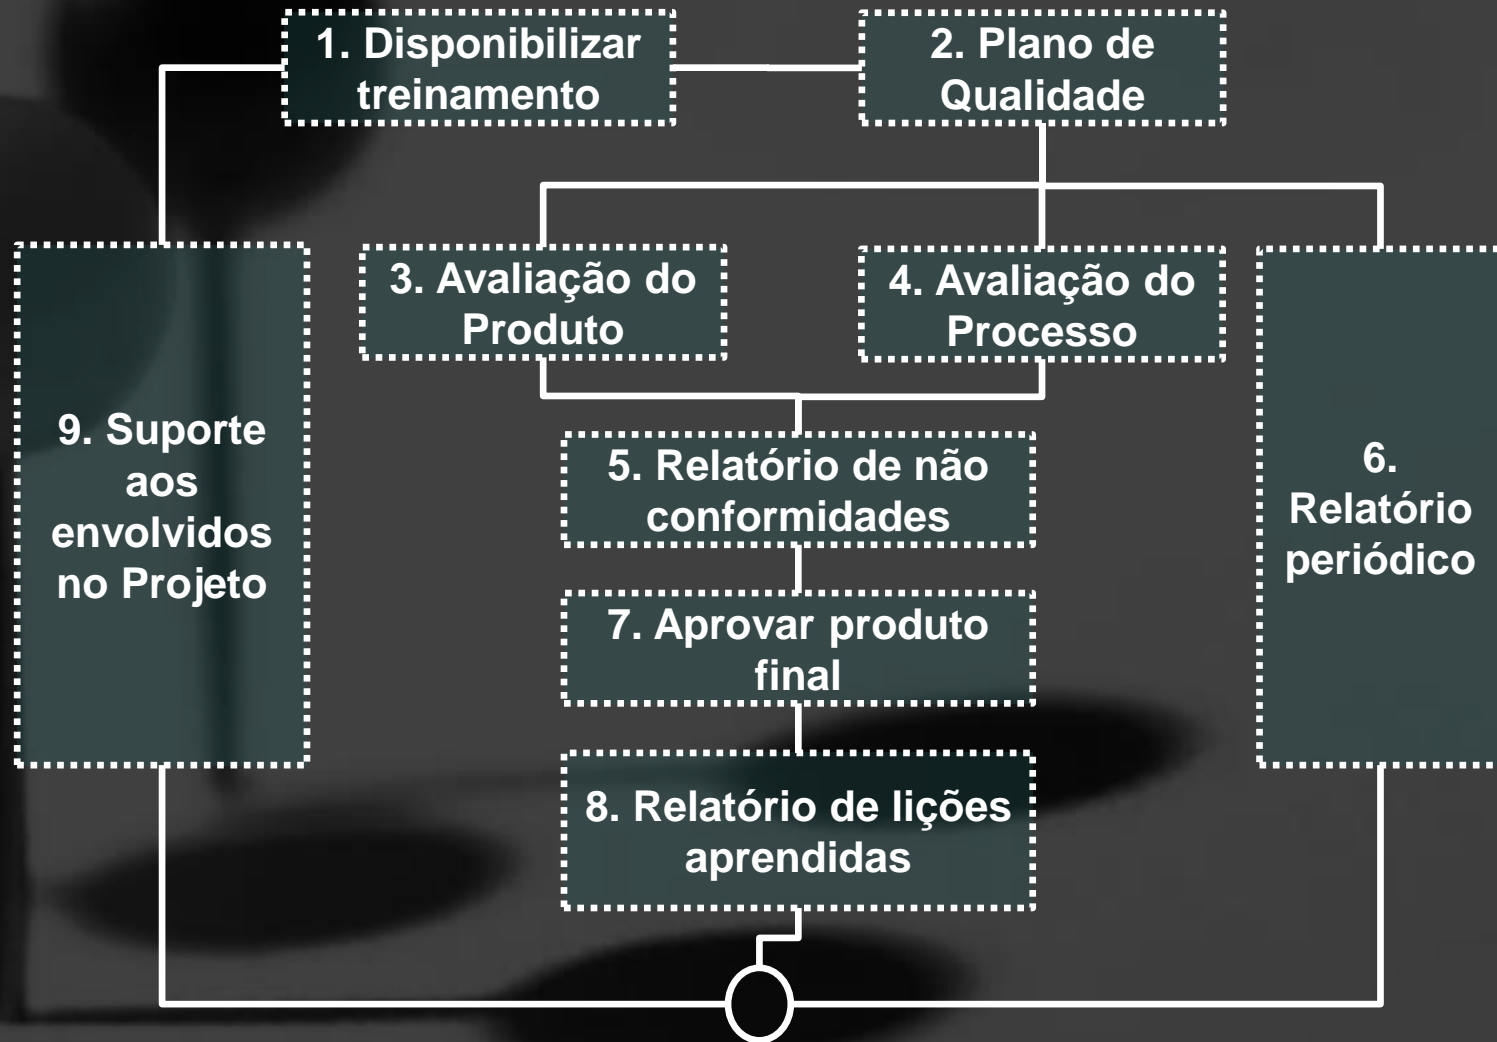 1. Disponibilizar
treinamento
2. Plano de
Qualidade
3. Avaliação do
Produto
4. Avaliação do
Processo
5. Relatório de não
conformidades
6.
Relatório
periódico
7. Aprovar produto
final
8. Relatório de lições
aprendidas
9. Suporte
aos
envolvidos
no Projeto